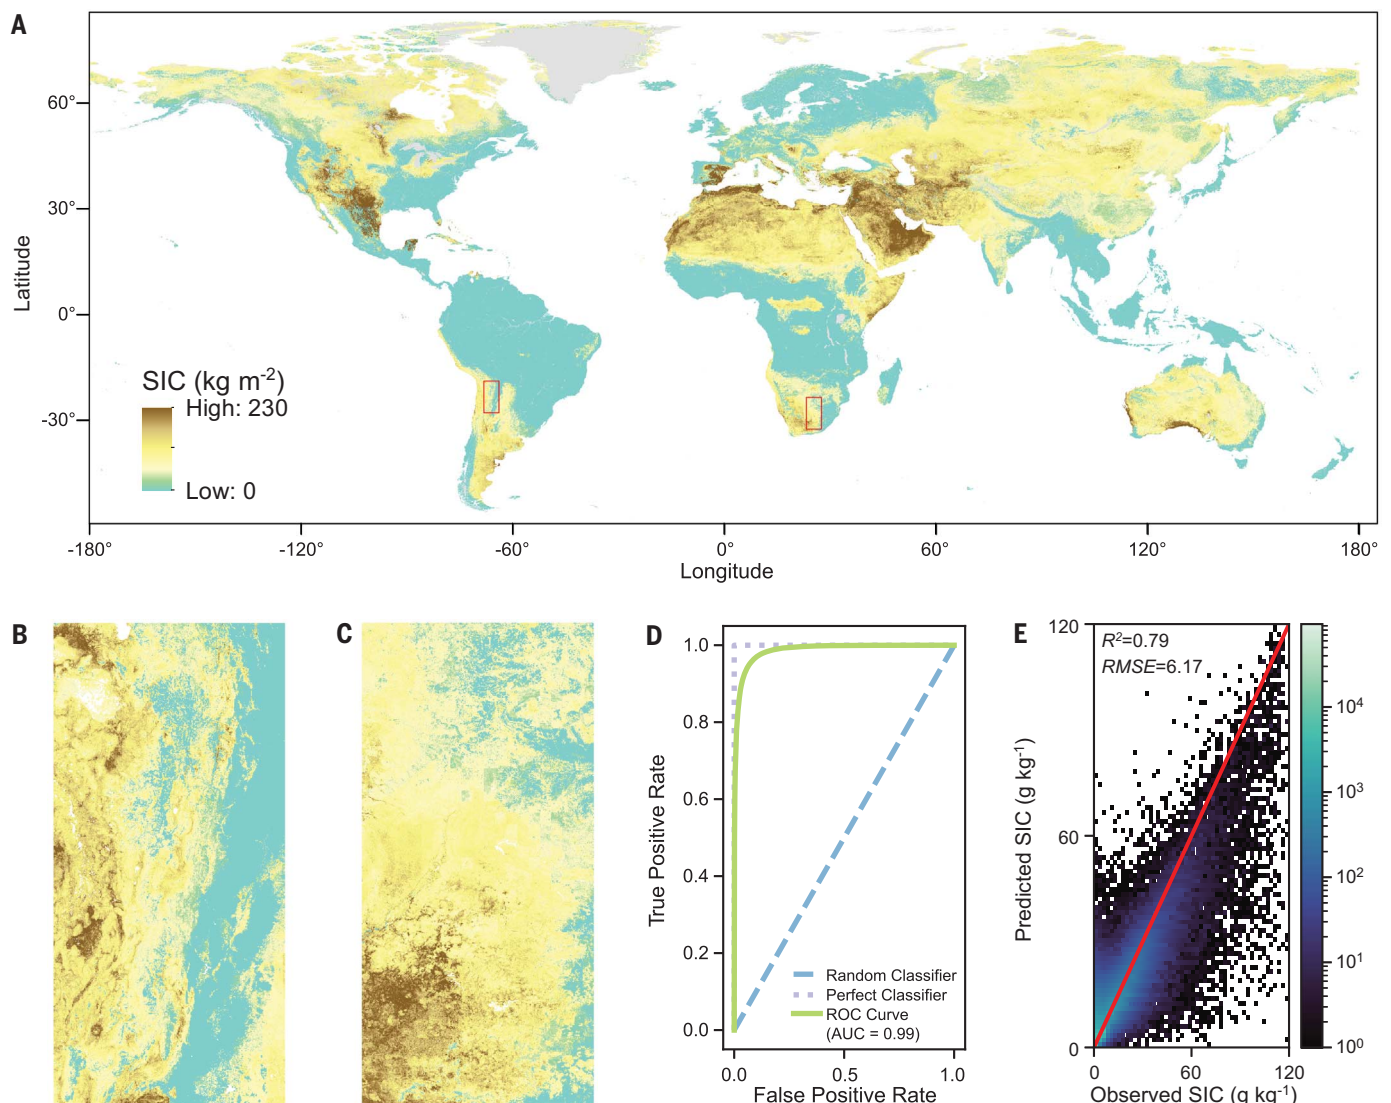 A
60°
30°
0°
-30°
Latitude
SIC (kg m-2)
High: 230
Low: 0
-180°
-120°
-60°
0°
60°
120°
180°
Longitude
B
C
D
1.0
0.8
0.6
0.4
0.2
0.0
True Positive Rate
Random Classifier
Perfect Classifier
ROC Curve
(AUC = 0.99)
0.0
0.5
1.0
False Positive Rate
E
120
60
0
Predicted SIC (g kg-1)
R2=0.79
RMSE=6.17
0
60
120
Observed SIC (g kg-1)
104
103
102
101
100